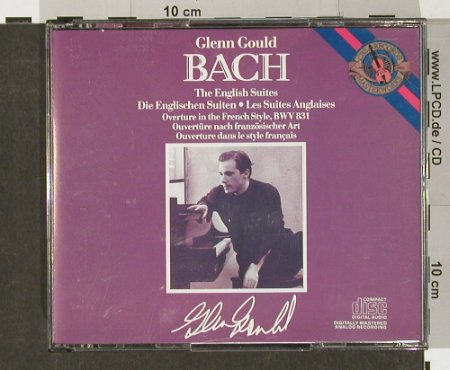 10 cm
Glenn Gould
BACH
The English Suites
Die Englischen Suiten • Les Suites Anglaises
Overture in the French Style, BWV 831
Ouvertüre nach französischer Art
Ouverture dans le style français
Glenn Gould
COMPACT
disc
DIGITAL AUDIO
DIGITALLY MASTERED
ANALOG RECORDING
www.LPCD.de / CD
10 cm